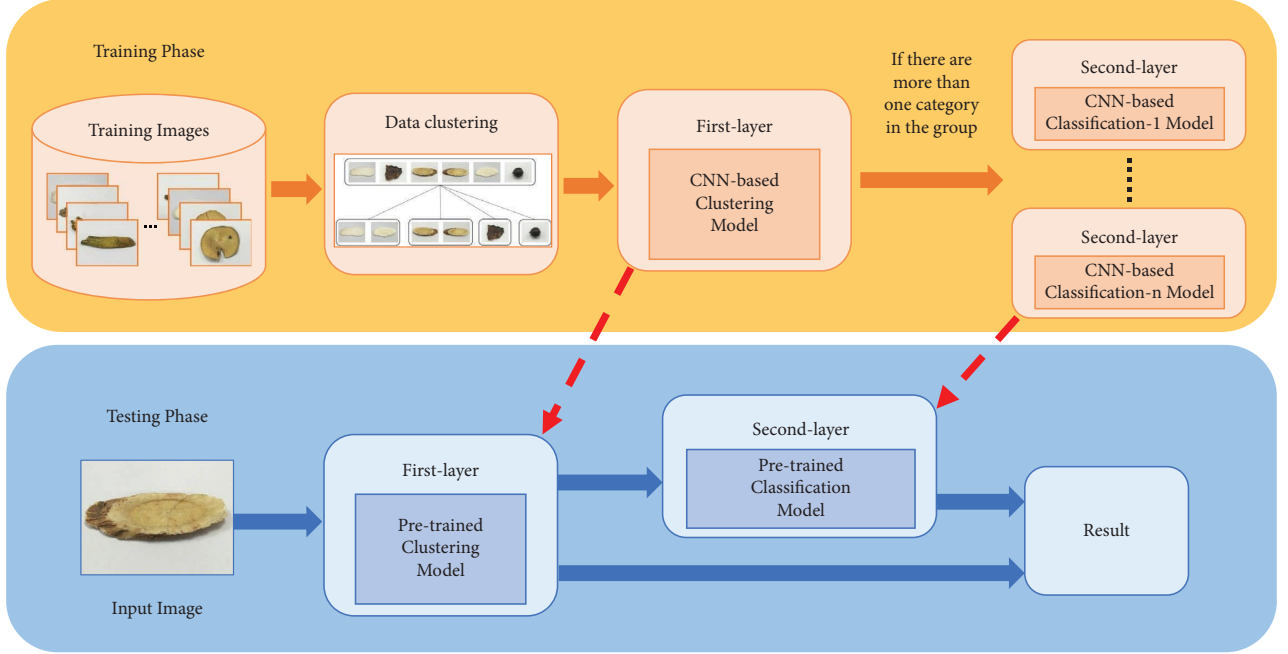 Training Phase
Training Images
...
Data clustering
First-layer
CNN-based
Clustering
Model
If there are
more than
one category
in the group
Second-layer
CNN-based
Classification-1 Model
Second-layer
CNN-based
Classification-n Model
Testing Phase
Input Image
First-layer
Pre-trained
Clustering
Model
Second-layer
Pre-trained
Classification
Model
Result